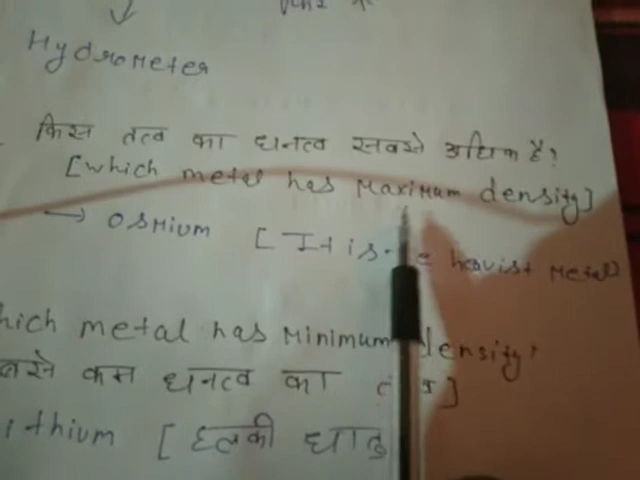 HydroMeter
किस तत्व का घनत्व सबसे अधिक है?
[which metal has Maximum density]
→ OSMium [It is heavist Metal
hich metal has Minimum density?
बसे कम घनत्व का
ithium [हल्की धातु